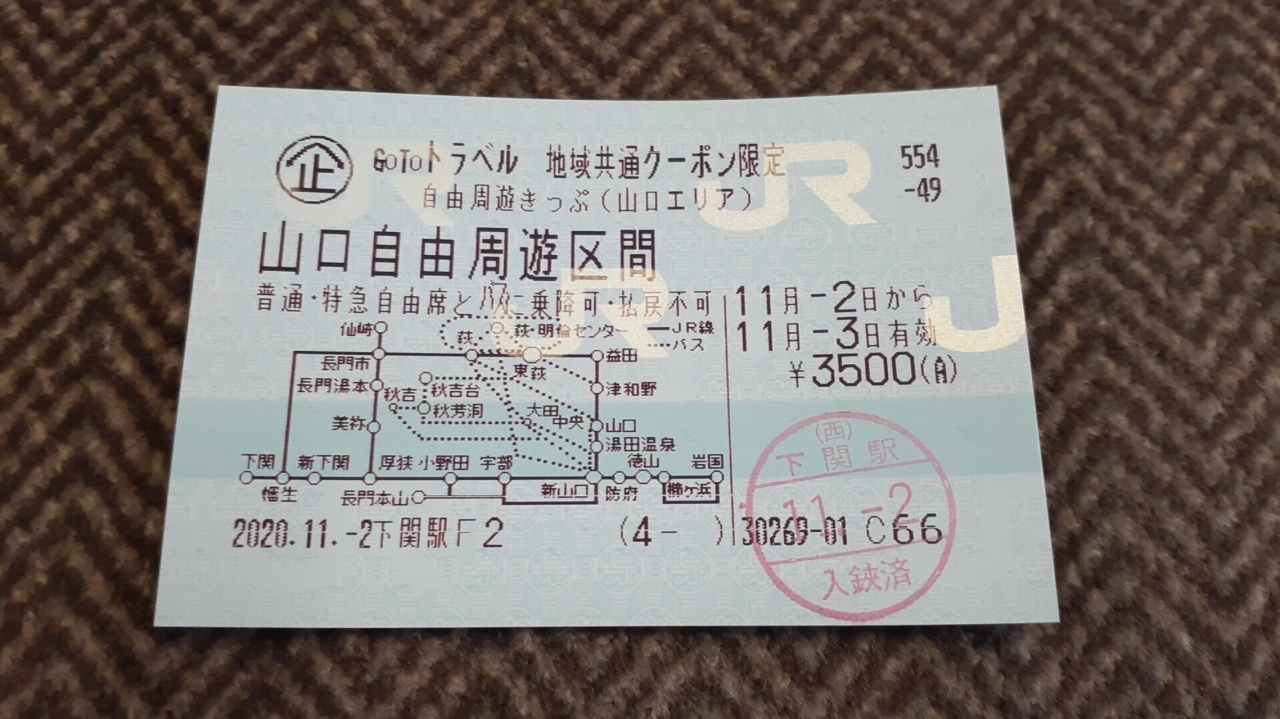 企 GoToトラベル 地域共通クーポン限定 554
自由周遊きっぷ(山口エリア) -49
山口自由周遊区間
普通・特急自由席とバスに乗降可・払戻不可
11月-2日から
11月-3日有効
¥3500
仙崎
萩
萩・明倫センター
JR線
バス
長門市
東萩
益田
長門湯本
秋吉
秋吉台
津和野
美祢
秋芳洞
大田
中央
山口
湯田温泉
下関
新下関
厚狭
小野田
宇部
徳山
岩国
幡生
長門本山
新山口
防府
櫛ケ浜
2020.11.-2下関駅F2 (4- ) 30269-01 C66
(西)
下関駅
11.-2
入鋏済
JR
JR
JR
J